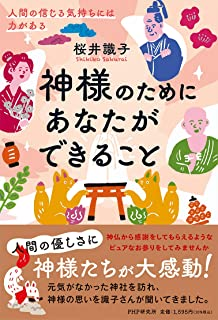 人間の信じる気持ちには
力がある
桜井識子
Shikiko Sakurai
神様のために
あなたが
できること
神仏から感謝をしてもらえるような
ピュアなお参りをしてみませんか
人間の優しさに
神様たちが大感動!
元気がなかった神社を訪れ、
神様の思いを識子さんが聞いてきました。
PHP研究所